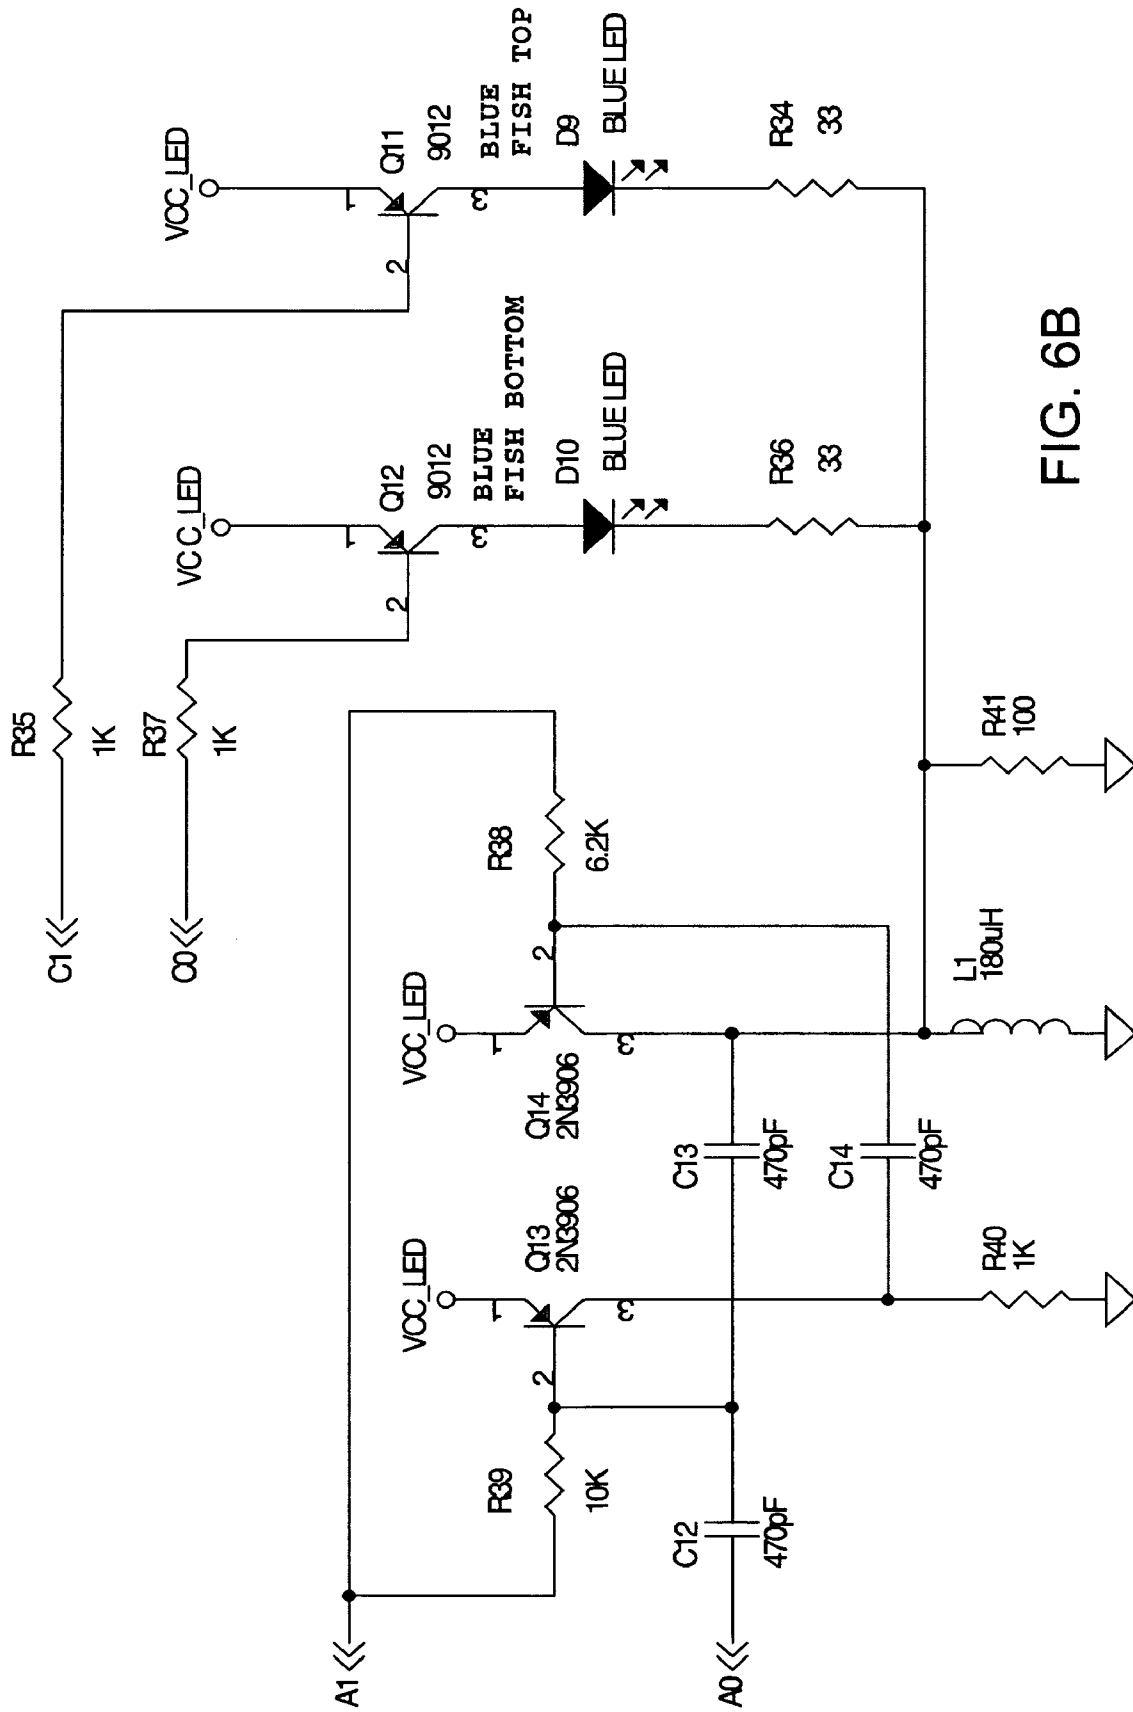 C1
R35
1K
C0
R37
1K
VCC_LED
1
Q11
9012
2
3
BLUE
FISH TOP
D9
BLUE LED
R34
33
VCC_LED
1
Q12
9012
2
3
BLUE
FISH BOTTOM
D10
BLUE LED
R36
33
A1
R39
10K
VCC_LED
1
Q13
2N3906
2
3
VCC_LED
1
Q14
2N3906
2
3
R38
6.2K
A0
C12
470pF
C13
470pF
C14
470pF
R40
1K
L1
180uH
R41
100
FIG. 6B